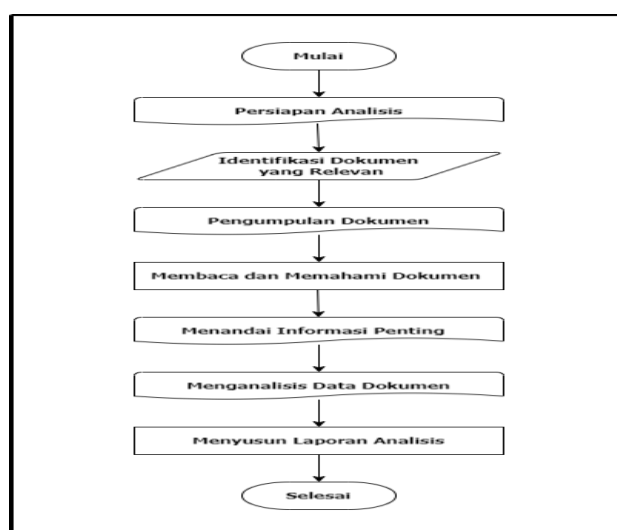 Mulai
Persiapan Analisis
Identifikasi Dokumen
yang Relevan
Pengumpulan Dokumen
Membaca dan Memahami Dokumen
Menandai Informasi Penting
Menganalisis Data Dokumen
Menyusun Laporan Analisis
Selesai